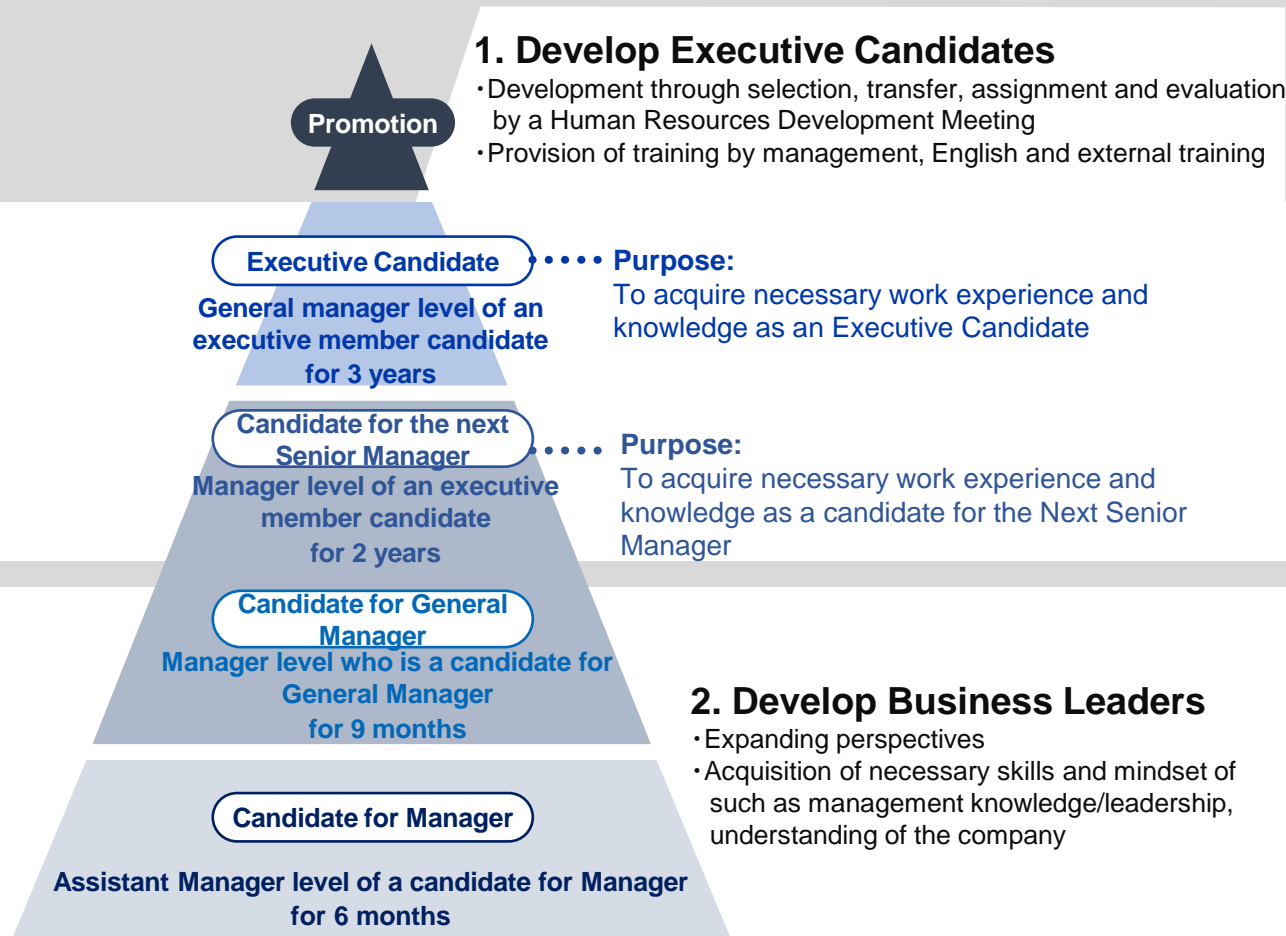 1. Develop Executive Candidates
・Development through selection, transfer, assignment and evaluation
by a Human Resources Development Meeting
・Provision of training by management, English and external training
Promotion
Executive Candidate
General manager level of an
executive member candidate
for 3 years
Purpose:
To acquire necessary work experience and
knowledge as an Executive Candidate
Candidate for the next
Senior Manager
Manager level of an executive
member candidate
for 2 years
Purpose:
To acquire necessary work experience and
knowledge as a candidate for the Next Senior
Manager
Candidate for General
Manager
Manager level who is a candidate for
General Manager
for 9 months
2. Develop Business Leaders
・Expanding perspectives
・Acquisition of necessary skills and mindset of
such as management knowledge/leadership,
understanding of the company
Candidate for Manager
Assistant Manager level of a candidate for Manager
for 6 months